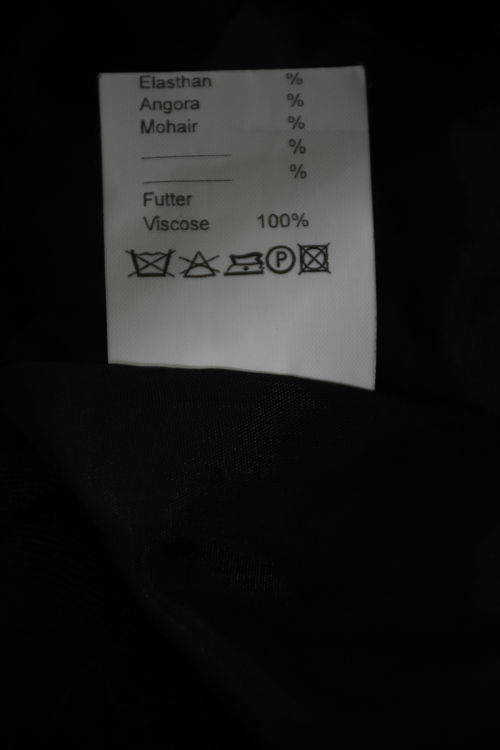 Elasthan %
Angora %
Mohair %
%
%
Futter
Viscose 100%
P